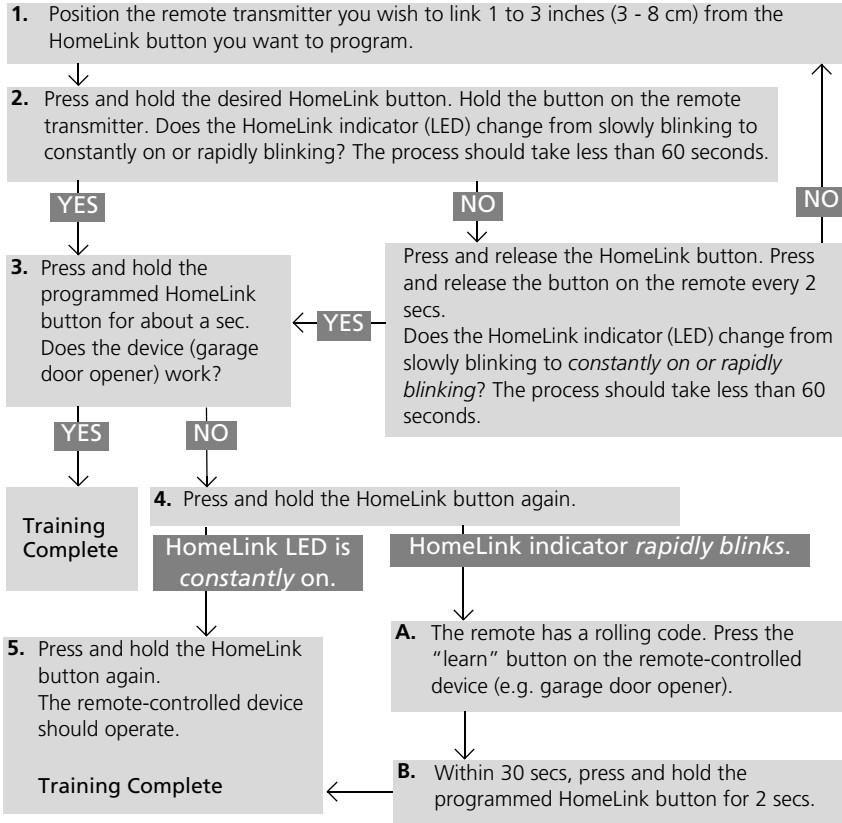 1. Position the remote transmitter you wish to link 1 to 3 inches (3 - 8 cm) from the
HomeLink button you want to program.
2. Press and hold the desired HomeLink button. Hold the button on the remote
transmitter. Does the HomeLink indicator (LED) change from slowly blinking to
constantly on or rapidly blinking? The process should take less than 60 seconds.
YES
NO
NO
3. Press and hold the
programmed HomeLink
button for about a sec.
Does the device (garage
door opener) work?
YES
Press and release the HomeLink button. Press
and release the button on the remote every 2
secs.
Does the HomeLink indicator (LED) change from
slowly blinking to constantly on or rapidly
blinking? The process should take less than 60
seconds.
YES
NO
Training
Complete
4. Press and hold the HomeLink button again.
HomeLink LED is
constantly on.
HomeLink indicator rapidly blinks.
5. Press and hold the HomeLink
button again.
The remote-controlled device
should operate.
Training Complete
A. The remote has a rolling code. Press the
“learn” button on the remote-controlled
device (e.g. garage door opener).
B. Within 30 secs, press and hold the
programmed HomeLink button for 2 secs.